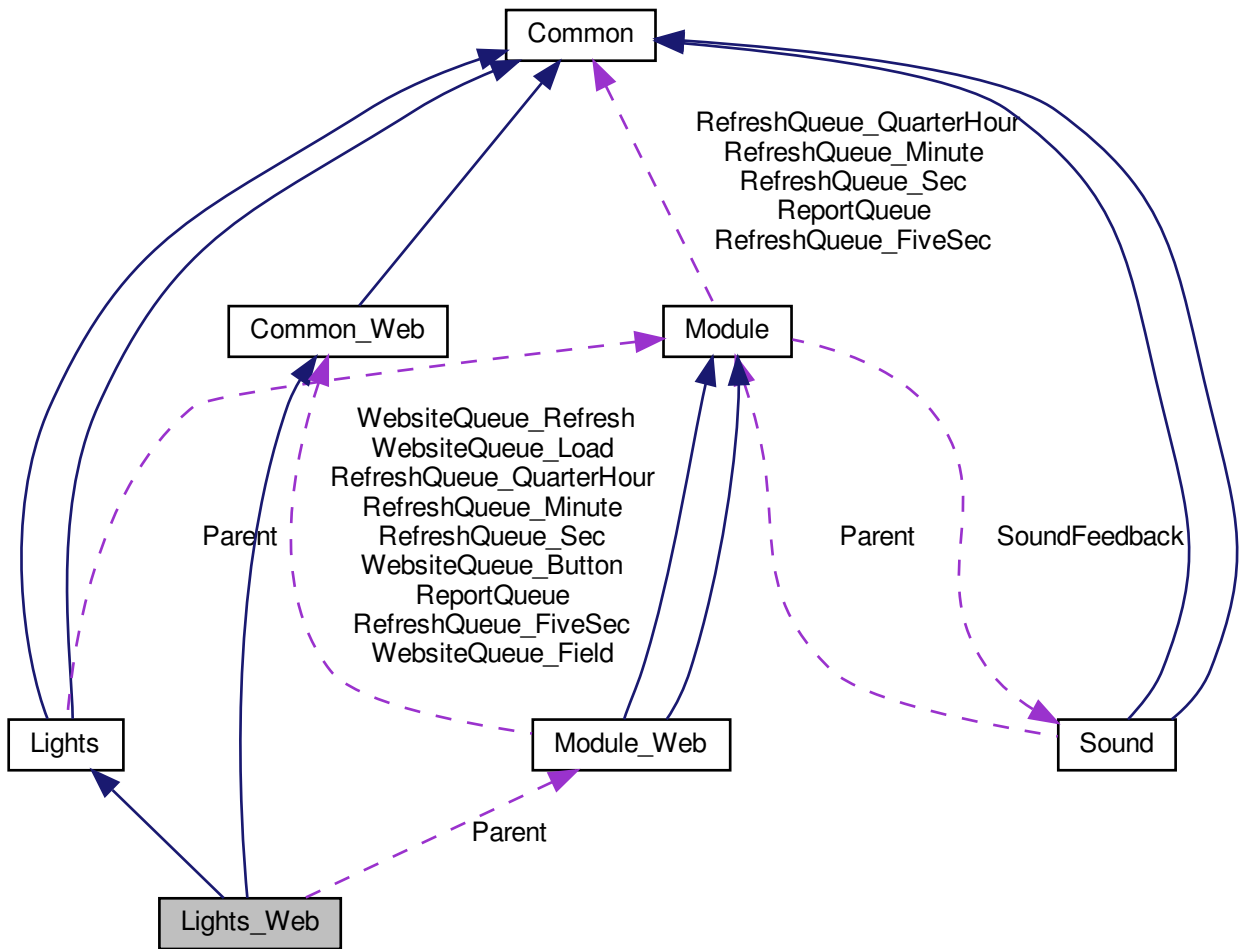 Common
RefreshQueue_QuarterHour
RefreshQueue_Minute
RefreshQueue_Sec
ReportQueue
RefreshQueue_FiveSec
Common_Web
Module
WebsiteQueue_Refresh
WebsiteQueue_Load
RefreshQueue_QuarterHour
RefreshQueue_Minute
RefreshQueue_Sec
WebsiteQueue_Button
ReportQueue
RefreshQueue_FiveSec
WebsiteQueue_Field
Parent
Parent
SoundFeedback
Lights
Module_Web
Sound
Parent
Lights_Web